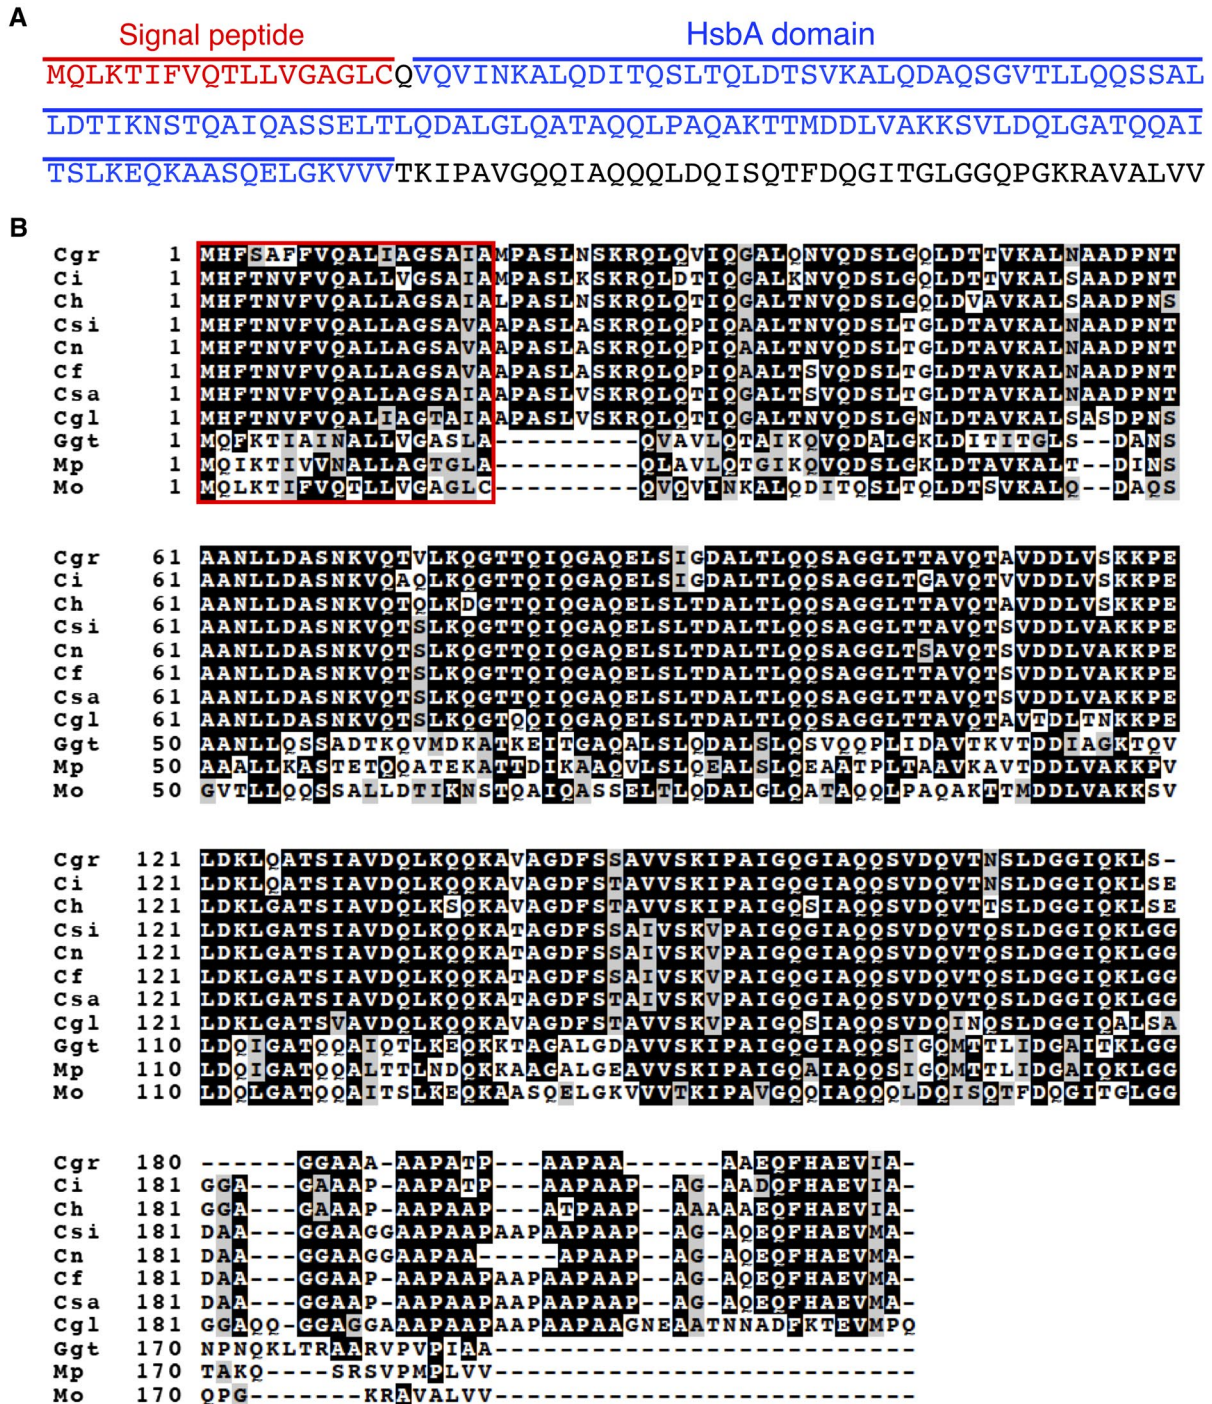 A
Signal peptide HsbA domain
MQLKTIFVQTLLVGAGLCQVQVINKALQDITQSLTQLDTSVKALQDAQSGVTLLQQSSAL
LDTIKNSTQAIQASSELTLQDALGLQATAQQLPAQAKTTMDDLVAKKSVLDQLGATQQAI
TSLKEQKAASQELGKVVVTKIPAVGQQIAQQQLDQISQTFDQGITGLGGQPGKRAVALVV
B
Cgr 1 MHFSAFFVQALIAGSAIAMPASLNSKRQLQVIQGALQNVQDSLGQLDTTVKALNAADPNT
Ci 1 MHFTNVFVQALLVGSAIAMPASLKSKRQLDTIQGALKNVQDSLGQLDTTVKALNAADPNT
Ch 1 MHFTNVFVQALLAGSAIALPASLNSKRQLQTIQGALTNVQDSLGQLDVAVKALSAADPNS
Csi 1 MHFTNVFVQALLAGSAVAAPASLASKRQLQPIQAALTNVQDSLTGLDTAVKALNAADPNT
Cn 1 MHFTNVFVQALLAGSAVAAPASLASKRQLQPIQAALTNVQDSLTGLDTAVKALNAADPNT
Cf 1 MHFTNVFVQALLAGSAVAAPASLASKRQLQPIQAALTSVQDSLTGLDTAVKALNAADPNT
Csa 1 MHFTNVFVQALLAGSAIAAPASLASKRQLQTIQGALTSVQDSLTGLDTAVKALNAADPNT
Cgl 1 MHFTNVFVQALIAGTAIAAPASLVSKRQLQTIQGALTNVQDSLGNLDTAVKALSASDPNS
Ggt 1 MQFKTIAINALLVGASLA---------QVAVLQTAIKQVQDALGKLDITITGLS--DANS
Mp 1 MQIKTIVVNALLAGTGLA---------QLAVLQTGIKQVQDSLGKLDTAVKALT--DINS
Mo 1 MQLKTIFVQTLLVGAGLC---------QVQVINKALQDITQSLTQLDTSVKALQ--DAQS
Cgr 61 AANLLDASNKVQTVLKQGTTQIQGAQELSIGDALTLQQSAGGLTTAVQTAVDDLVSKKPE
Ci 61 AANLLDASNKVQAQLKQGTTQIQGAQELSIGDALTLQQSAGGLTGAVQTVVDDLVSKKPE
Ch 61 AANLLDASNKVQTQLKDGTTQIQGAQELSLTDALTLQQSAGGLTTAVQTAVDDLVSKKPE
Csi 61 AANLLDASNKVQTSLKQGTTQIQGAQELSLTDALTLQQSAGGLTTAVQTSVDDLVAKKPE
Cn 61 AANLLDASNKVQTSLKQGTTQIQGAQELSLTDALTLQQSAGGLTSAVQTSVDDLVAKKPE
Cf 61 AANLLDASNKVQTSLKQGTTQIQGAQELSLTDALTLQQSAGGLTTAVQTSVDDLVAKKPE
Csa 61 AANLLDASNKVQTSLKQGTTQIQGAQELSLTDALTLQQSAGGLTTAVQTSVDDLVAKKPE
Cgl 61 AANLLDASNKVQTSLKQGTQQIQGAQELSLTDALTLQQSAGGLTTAVQTAVTDLTNKKPE
Ggt 50 AANLLQSSADTKQVMDKATKEITGAQALSLQDALSLQSVQQPLIDAVTKVTDDIAGKTQV
Mp 50 AAALLKASTETQQATEKATTDIKAAQVLSLQEALSLQEAATPLTAAVKAVTDDLVAKKPV
Mo 50 GVTLLQQSSALLDTIKNSTQAIQASSELTLQDALGLQATAQQLPAQAKTTMDDLVAKKSV
Cgr 121 LDKLQATSIAVDQLKQQKAVAGDFSSAVVSKIPAIGQGIAQQSVDQVTNSLDGGIQKLS-
Ci 121 LDKLQATSIAVDQLKQQKAVAGDFSTAVVSKIPAIGQGIAQQSVDQVTNSLDGGIQKLSE
Ch 121 LDKLGATSIAVDQLKSQKAVAGDFSTAVVSKIPAIGQSIAQQSVDQVTTSLDGGIQKLSE
Csi 121 LDKLGATSIAVDQLKQQKATAGDFSSAIVSKVPAIGQGIAQQSVDQVTQSLDGGIQKLGG
Cn 121 LDKLGATSIAVDQLKQQKATAGDFSSAIVSKVPAIGQGIAQQSVDQVTQSLDGGIQKLGG
Cf 121 LDKLGATSIAVDQLKQQKATAGDFSSAIVSKVPAIGQGIAQQSVDQVTQSLDGGIQKLGG
Csa 121 LDKLGATSIAVDQLKQQKATAGDFSTAIVSKVPAIGQGIAQQSVDQVTQSLDGGIQKLGG
Cgl 121 LDKLGATSVAVDQLKQQKAVAGDFSTAVVSKVPAIGQSIAQQSVDQINQSLDGGIQALSA
Ggt 110 LDQIGATQQAIQTLKEQKKTAGALGDAVVSKIPAIGQGIAQQSIGQMTTLIDGAITKLGG
Mp 110 LDQIGATQQALTTLNDQKKAAGALGEAVVSKIPAIGQAIAQQSIGQMTTLIDGAIQKLGG
Mo 110 LDQLGATQQAITSLKEQKAASQELGKVVVTKIPAVGQQIAQQQLDQISQTFDQGITGLGG
Cgr 180 ------GGAAA-AAPATP---AAPAA------AAEQFHAEVIA-
Ci 181 GGA---GAAAP-AAPATP---AAPAAP--AG-AADQFHAEVIA-
Ch 181 GGA---GAAAP-AAPAAP---ATPAAP--AAAAAEQFHAEVIA-
Csi 181 DAA---GGAAGGAAPAAPAAPAAPAAP--AG-AQEQFHAEVMA-
Cn 181 DAA---GGAAGGAAPAA-----APAAP--AG-AQEQFHAEVMA-
Cf 181 DAA---GGAAP-AAPAAPAAPAAPAAP--AG-AQEQFHAEVMA-
Csa 181 DAA---GGAAP-AAPAAPAAPAAPAAP--AG-AQEQFHAEVMA-
Cgl 181 GGAQQ-GGAGGAAAPAAPAAPAAPAAGNEAATNNADFKTEVMPQ
Ggt 170 NPNQKLTRAARVPVPIAA--------------------------
Mp 170 TAKQ----SRSVPMPLVV--------------------------
Mo 170 QPG-------KRAVALVV--------------------------